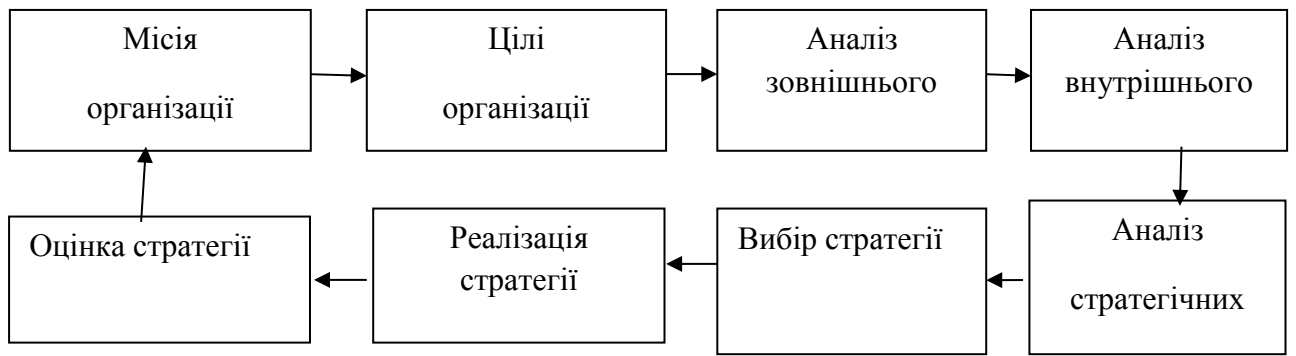 Місія
організації
Цілі
організації
Аналіз
зовнішнього
Аналіз
внутрішнього
Аналіз
стратегічних
Вибір стратегії
Реалізація
стратегії
Оцінка стратегії